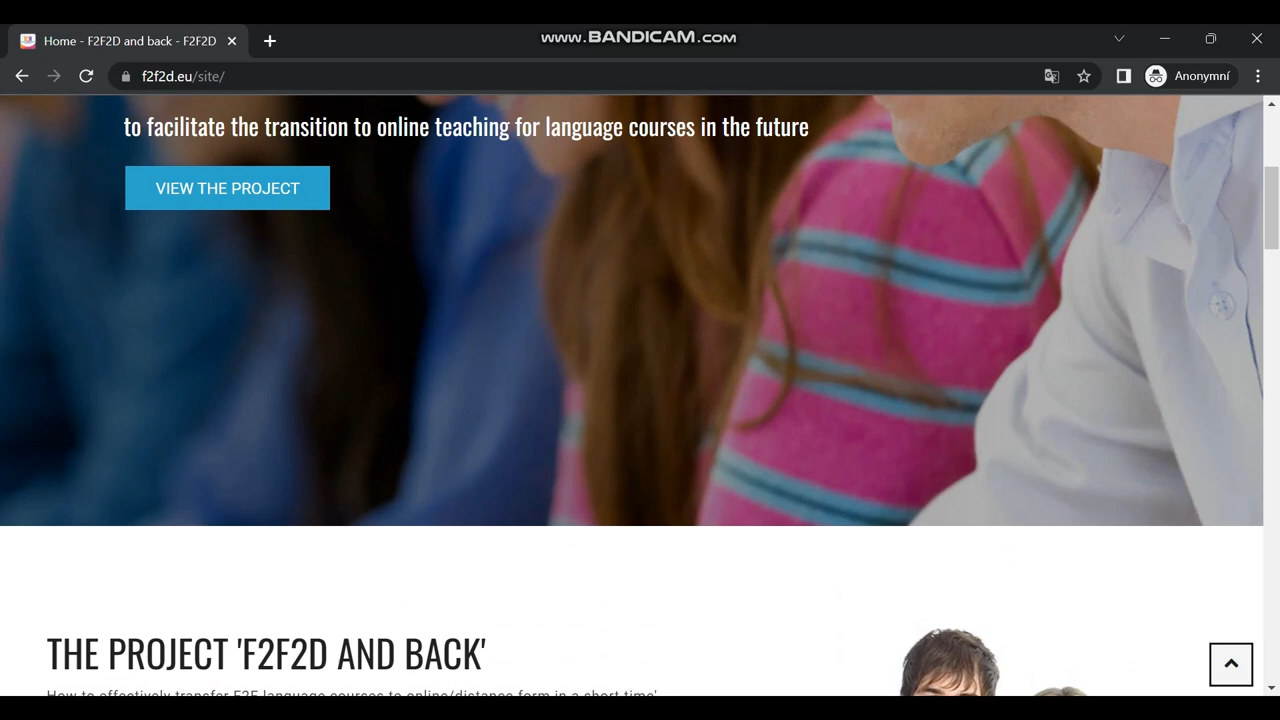 www.BANDICAM.com
Home - F2F2D and back - F2F2D
f2f2d.eu/site/
Anonymní
to facilitate the transition to online teaching for language courses in the future
VIEW THE PROJECT
THE PROJECT 'F2F2D AND BACK'
How to effectively transfer F2F language courses to online/distance form in a short time'